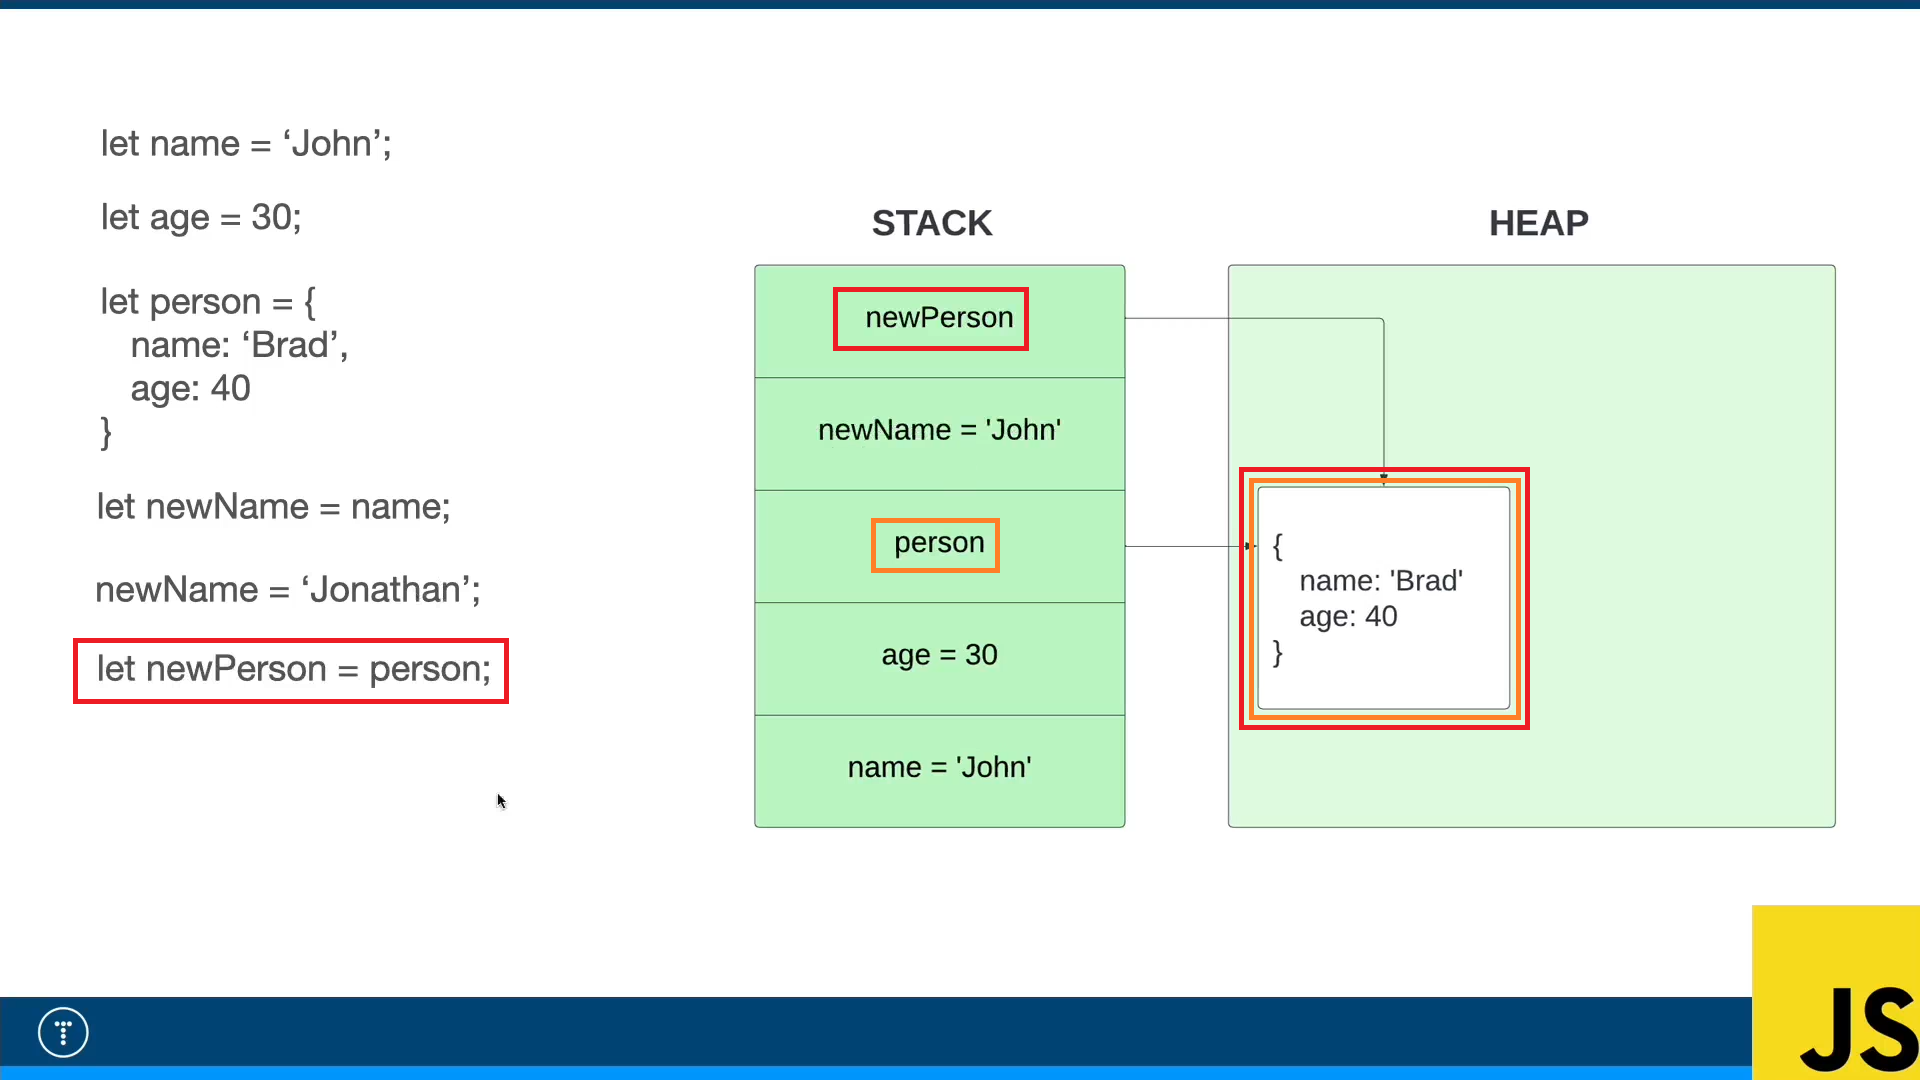 let name = ‘John’;
let age = 30;
let person = {
name: ‘Brad’,
age: 40
}
let newName = name;
newName = ‘Jonathan’;
let newPerson = person;
STACK
newPerson
newName = 'John'
person
age = 30
name = 'John'
HEAP
{
name: 'Brad'
age: 40
}
JS